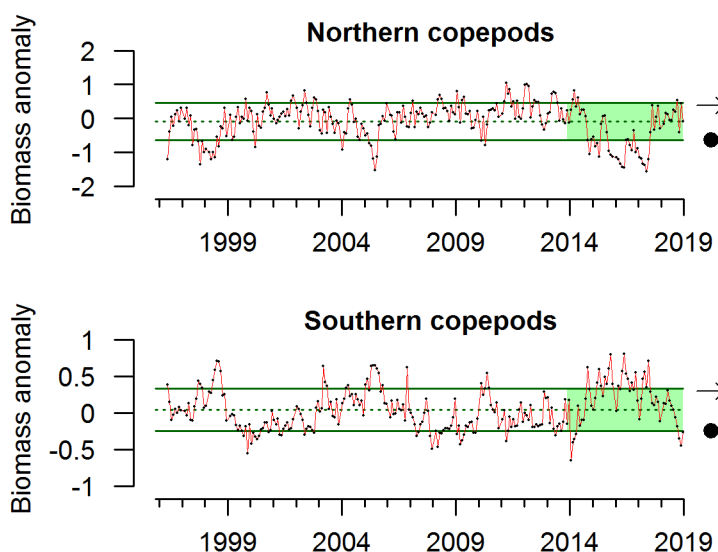 Northern copepods
Biomass anomaly
2
1
0
-1
-2
1999 2004 2009 2014 2019
Southern copepods
Biomass anomaly
1
0.5
0
-0.5
-1
1999 2004 2009 2014 2019